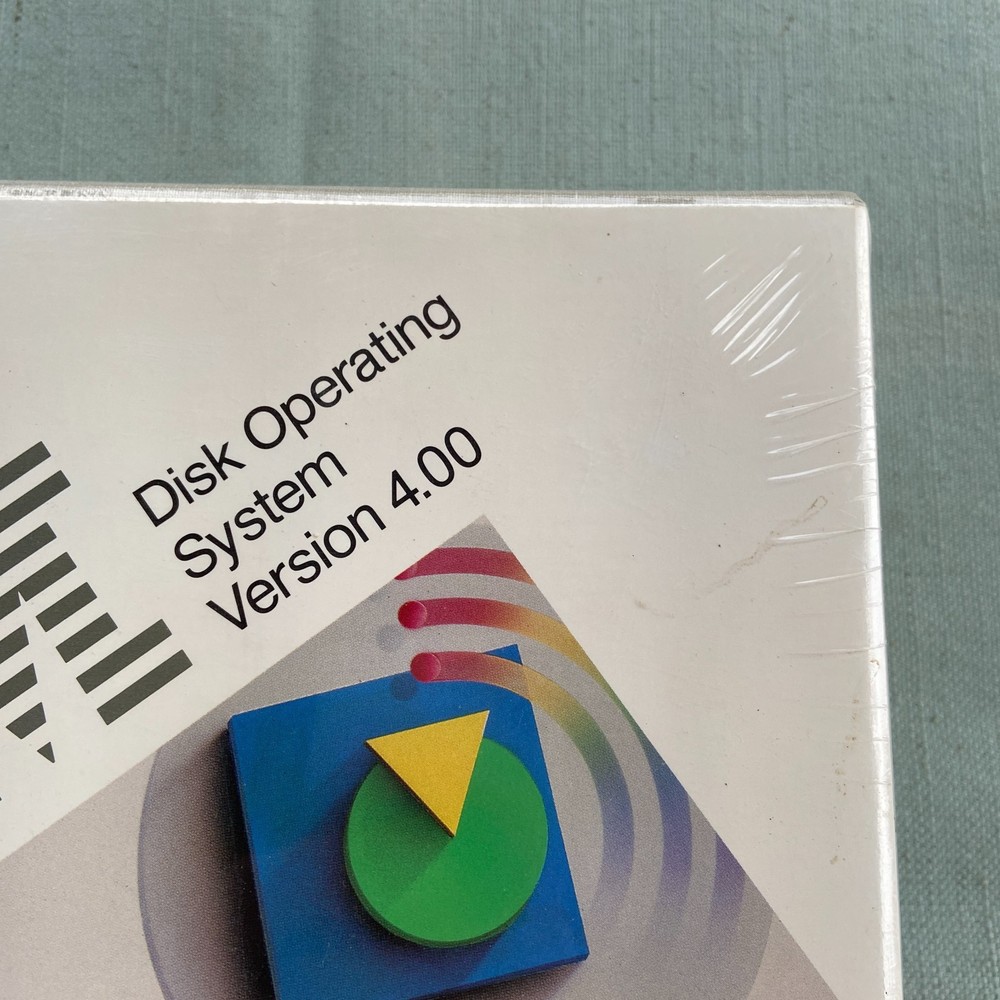 Disk Operating
System
Version 4.00